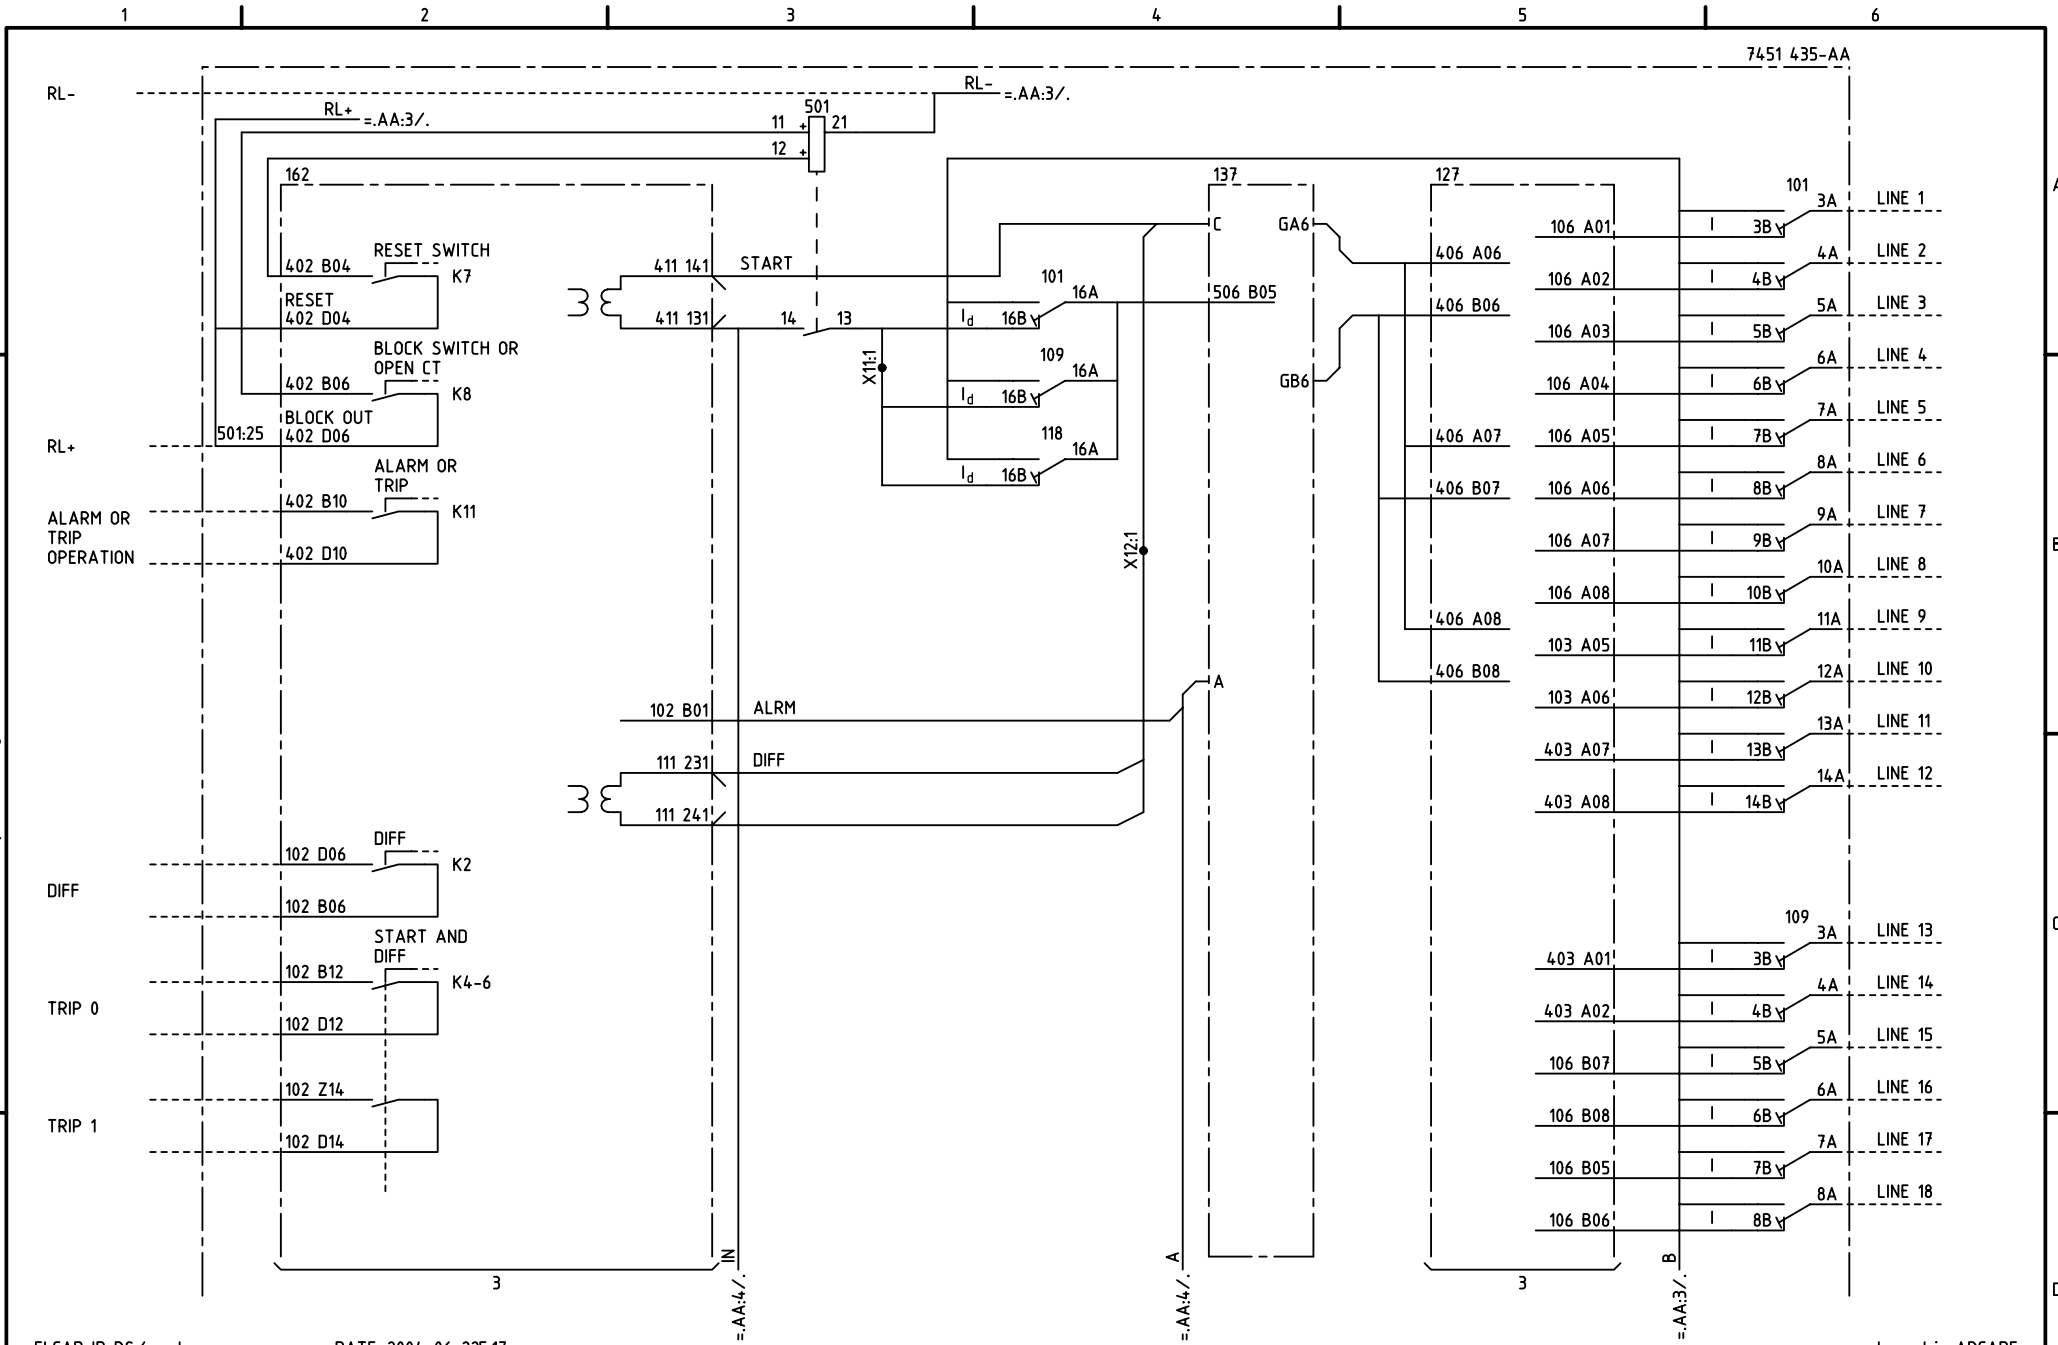 1 2 3 4 5 6
7451 435-AA
RL-
RL- =.AA:3/.
RL+ =.AA:3/.
501
11 + 21
12 +
162
137
127
101
A
3A LINE 1
C GA6
106 A01 I 3B
RESET SWITCH
402 B04 K7
411 141 START
406 A06
4A LINE 2
106 A02 I 4B
RESET
402 D04
411 131 14 13
101
16A
Id 16B
506 B05
406 B06
5A LINE 3
106 A03 I 5B
BLOCK SWITCH OR
OPEN CT
402 B06 K8
X11:1
109
16A
Id 16B
GB6
6A LINE 4
106 A04 I 6B
BLOCK OUT
501:25
RL+
402 D06
118
16A
Id 16B
406 A07
7A LINE 5
106 A05 I 7B
ALARM OR
TRIP
402 B10 K11
406 B07
8A LINE 6
106 A06 I 8B
ALARM OR
TRIP
OPERATION
402 D10
X12:1
9A LINE 7
106 A07 I 9B
10A LINE 8
106 A08 I 10B
406 A08
11A LINE 9
103 A05 I 11B
406 B08
12A LINE 10
103 A06 I 12B
A
102 B01 ALRM
13A LINE 11
403 A07 I 13B
111 231 DIFF
14A LINE 12
403 A08 I 14B
111 241
DIFF
102 D06 K2
DIFF
102 B06
START AND
DIFF
102 B12 K4-6
TRIP 0
102 D12
102 Z14
TRIP 1
102 D14
109
3A LINE 13
403 A01 I 3B
4A LINE 14
403 A02 I 4B
5A LINE 15
106 B07 I 5B
6A LINE 16
106 B08 I 6B
7A LINE 17
106 B05 I 7B
8A LINE 18
106 B06 I 8B
3
IN
=.AA:4/.
A
=.AA:4/.
3
B
=.AA:3/.